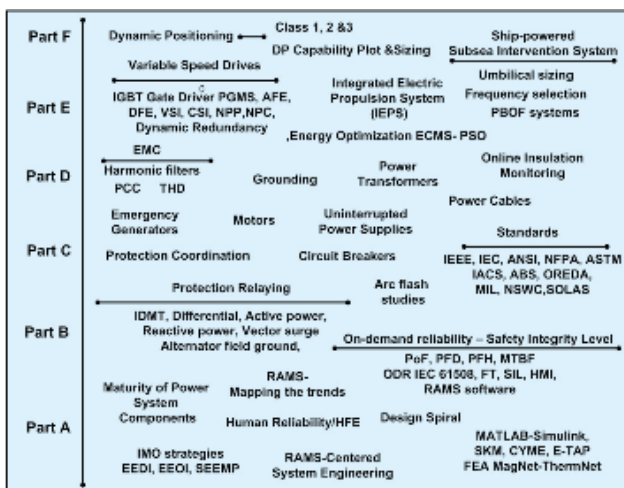 Part F
Dynamic Positioning
Class 1, 2 &3
DP Capability Plot &Sizing
Ship-powered
Subsea Intervention System
Variable Speed Drives
Umbilical sizing
Part E
IGBT Gate Driver PGMS, AFE,
DFE, VSI, CSI, NPP,NPC,
Dynamic Redundancy
Integrated Electric
Propulsion System
(IEPS)
Frequency selection
PBOF systems
,Energy Optimization ECMS- PSO
EMC
Part D
Harmonic filters
PCC THD
Grounding
Power
Transformers
Online Insulation
Monitoring
Power Cables
Emergency
Generators
Motors
Uninterrupted
Power Supplies
Standards
Part C
Protection Coordination
Circuit Breakers
IEEE, IEC, ANSI, NFPA, ASTM
IACS, ABS, OREDA,
MIL, NSWC,SOLAS
Protection Relaying
Arc flash
studies
Part B
IDMT, Differential, Active power,
Reactive power, Vector surge
Alternator field ground,
On-demand reliability – Safety Integrity Level
PoF, PFD, PFH, MTBF
ODR IEC 61508, FT, SIL, HMI,
RAMS software
Maturity of Power
System
Components
RAMS-
Mapping the trends
Part A
Human Reliability/HFE
Design Spiral
IMO strategies
EEDI, EEOI, SEEMP
RAMS-Centered
System Engineering
MATLAB-Simulink,
SKM, CYME, E-TAP
FEA MagNet-ThermNet